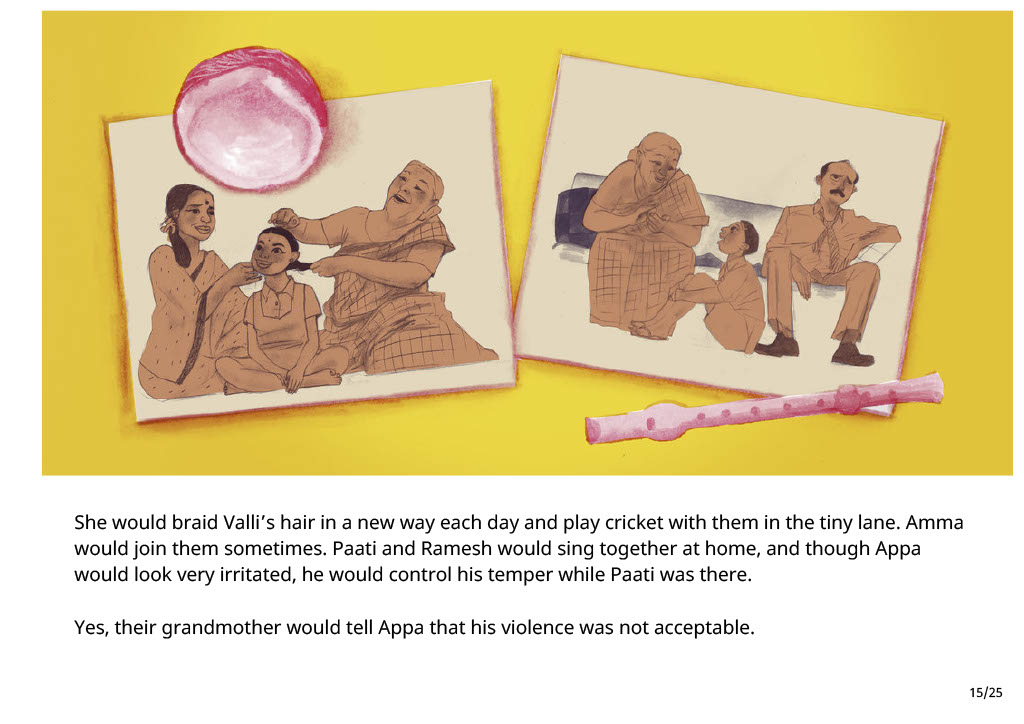 She would braid Valli’s hair in a new way each day and play cricket with them in the tiny lane. Amma
would join them sometimes. Paati and Ramesh would sing together at home, and though Appa
would look very irritated, he would control his temper while Paati was there.
Yes, their grandmother would tell Appa that his violence was not acceptable.
15/25